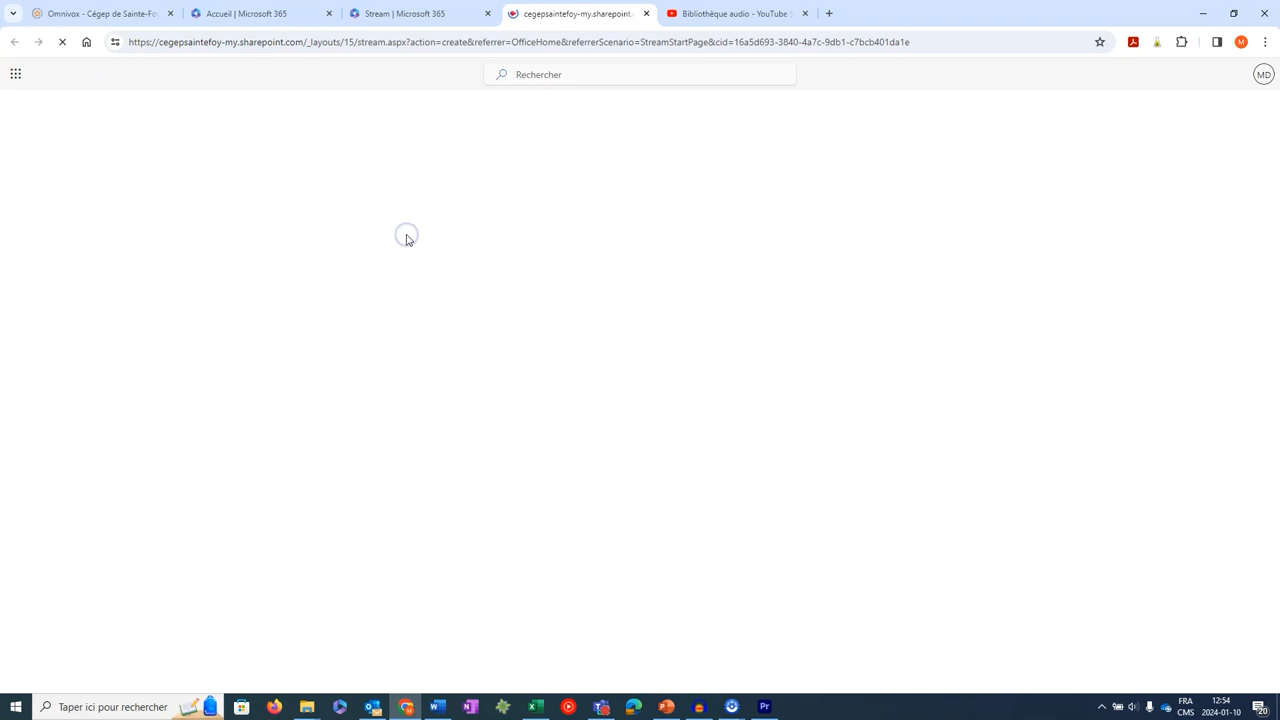 Omnivox - Cégep de Sainte-Fo
Accueil | Microsoft 365
Stream | Microsoft 365
cegepsaintefoy-my.sharepoint.c
Bibliothèque audio - YouTube S
https://cegepsaintefoy-my.sharepoint.com/_layouts/15/stream.aspx?action=create&referrer=OfficeHome&referrerScenario=StreamStartPage&cid=16a5d693-3840-4a7c-9db1-c7bcb401da1e
M
Rechercher
MD
Taper ici pour rechercher
FRA
CMS
12:54
2024-01-10
20